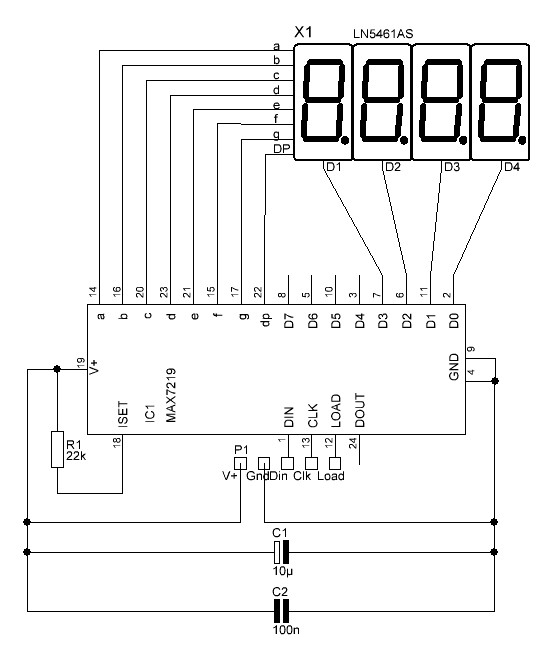 X1 LN5461AS
a
b
c
d
e
f
g
DP
D1 D2 D3 D4
14 16 20 23 21 15 17 22 8 5 10 3 7 6 11 2
a b c d e f g dp D7 D6 D5 D4 D3 D2 D1 D0
19 V+ GND 9
4
ISET IC1 MAX7219 DIN CLK LOAD DOUT
18 1 13 12 24
R1
22k
P1
V+ Gnd Din Clk Load
C1
10µ
C2
100n